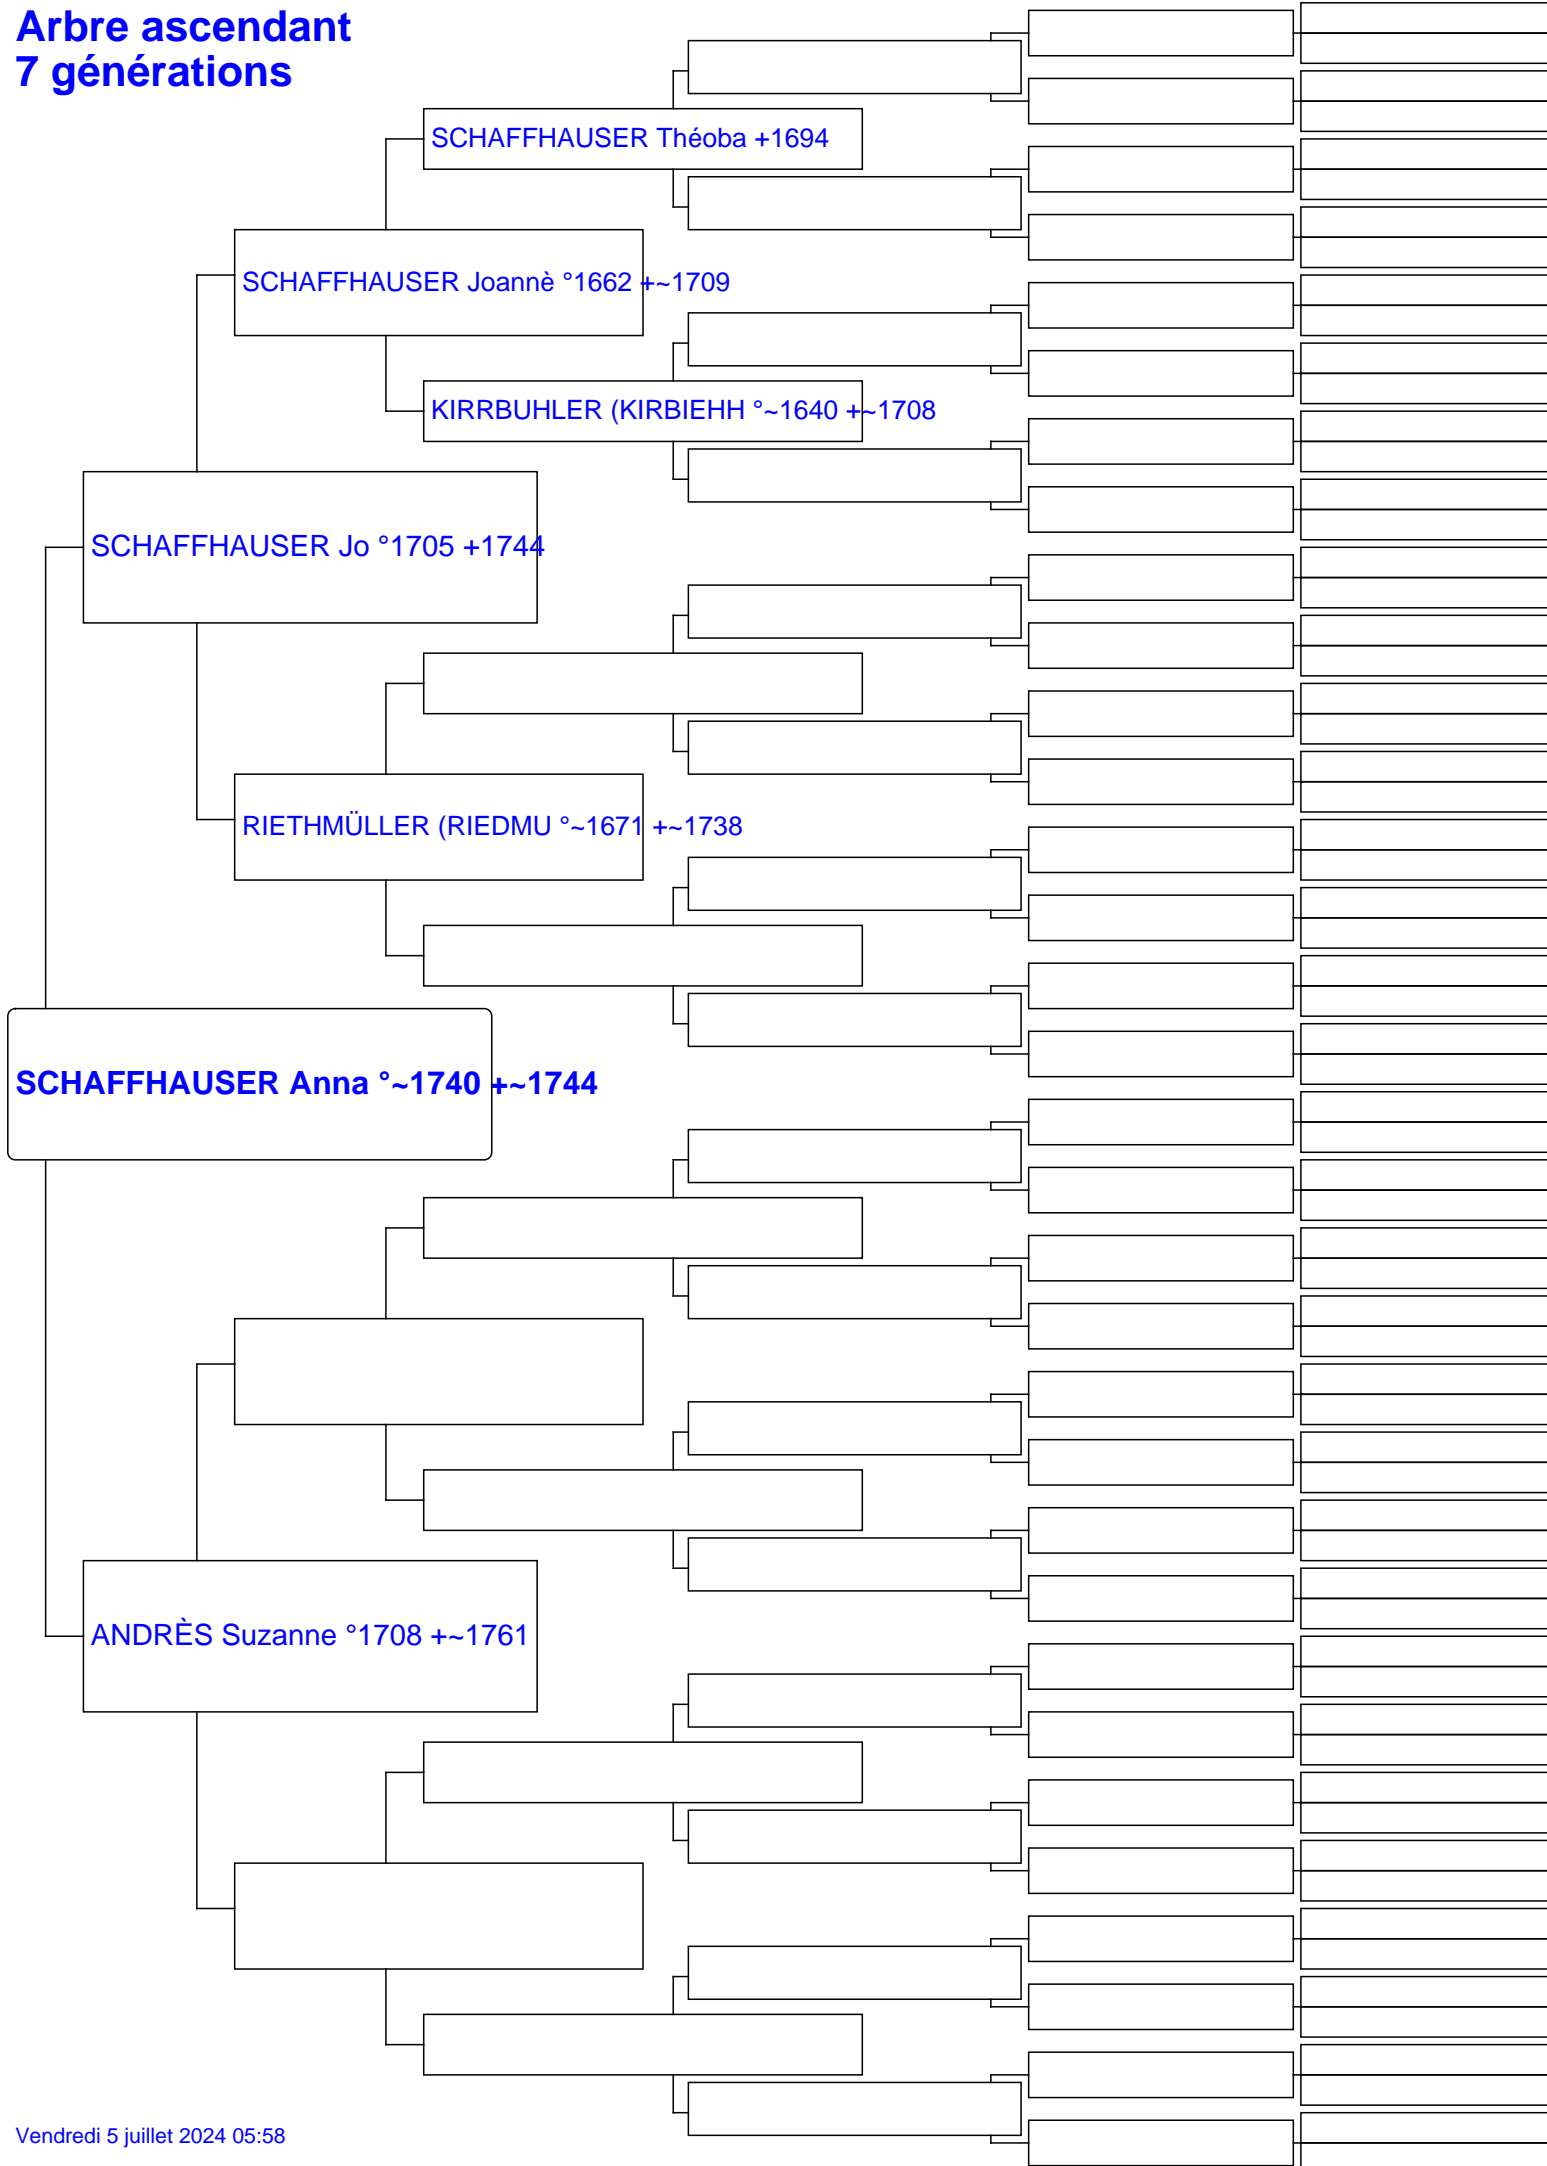 Arbre ascendant
7 générations
SCHAFFHAUSER Théoba +1694
SCHAFFHAUSER Joannè °1662 +~1709
KIRRBUHLER (KIRBIEHH °~1640 +~1708
SCHAFFHAUSER Jo °1705 +1744
RIETHMÜLLER (RIEDMU °~1671 +~1738
SCHAFFHAUSER Anna °~1740 +~1744
ANDRÈS Suzanne °1708 +~1761
Vendredi 5 juillet 2024 05:58